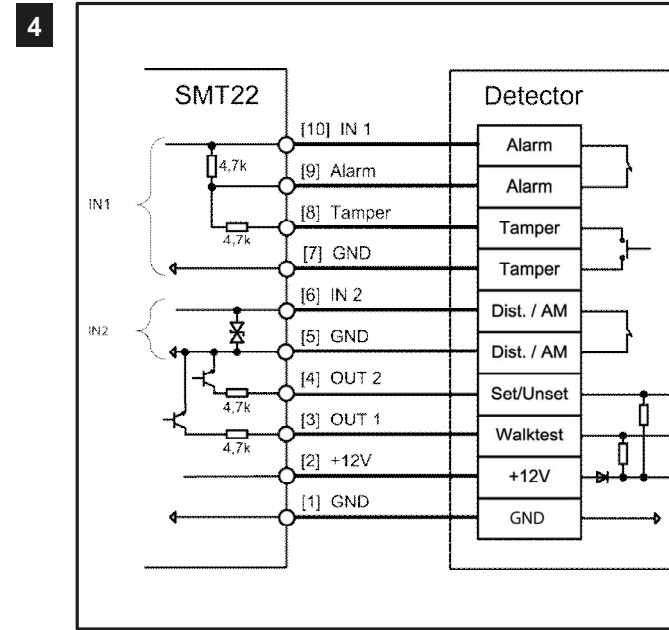 4
SMT22
Detector
[10] IN 1
Alarm
4,7k
[9] Alarm
Alarm
IN1
[8] Tamper
Tamper
4,7k
[7] GND
Tamper
[6] IN 2
Dist. / AM
IN2
[5] GND
Dist. / AM
[4] OUT 2
Set/Unset
4,7k
[3] OUT 1
Walktest
4,7k
[2] +12V
+12V
[1] GND
GND